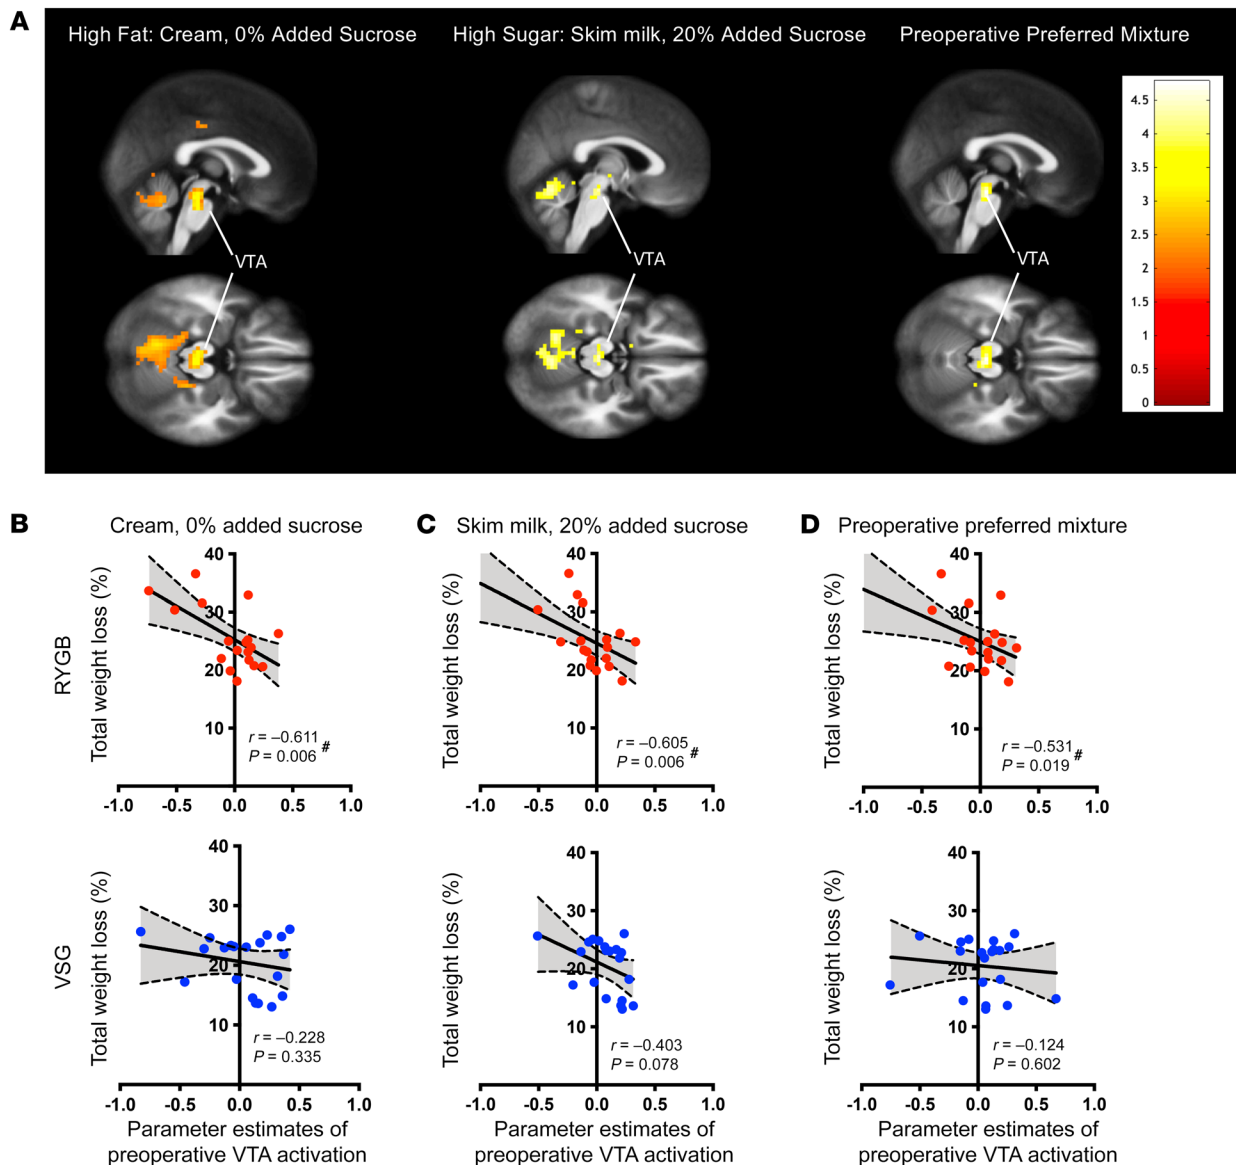 A
High Fat: Cream, 0% Added Sucrose
High Sugar: Skim milk, 20% Added Sucrose
Preoperative Preferred Mixture
4.5
4
3.5
3
2.5
2
1.5
1
0.5
0
VTA
VTA
VTA
B
Cream, 0% added sucrose
C
Skim milk, 20% added sucrose
D
Preoperative preferred mixture
RYGB
Total weight loss (%)
40
30
20
10
r = –0.611
P = 0.006 #
-1.0 -0.5 0.0 0.5 1.0
Total weight loss (%)
40
30
20
10
r = –0.605
P = 0.006 #
-1.0 -0.5 0.0 0.5 1.0
Total weight loss (%)
40
30
20
10
r = –0.531
P = 0.019 #
-1.0 -0.5 0.0 0.5 1.0
VSG
Total weight loss (%)
40
30
20
10
r = –0.228
P = 0.335
-1.0 -0.5 0.0 0.5 1.0
Parameter estimates of
preoperative VTA activation
Total weight loss (%)
40
30
20
10
r = –0.403
P = 0.078
-1.0 -0.5 0.0 0.5 1.0
Parameter estimates of
preoperative VTA activation
Total weight loss (%)
40
30
20
10
r = –0.124
P = 0.602
-1.0 -0.5 0.0 0.5 1.0
Parameter estimates of
preoperative VTA activation